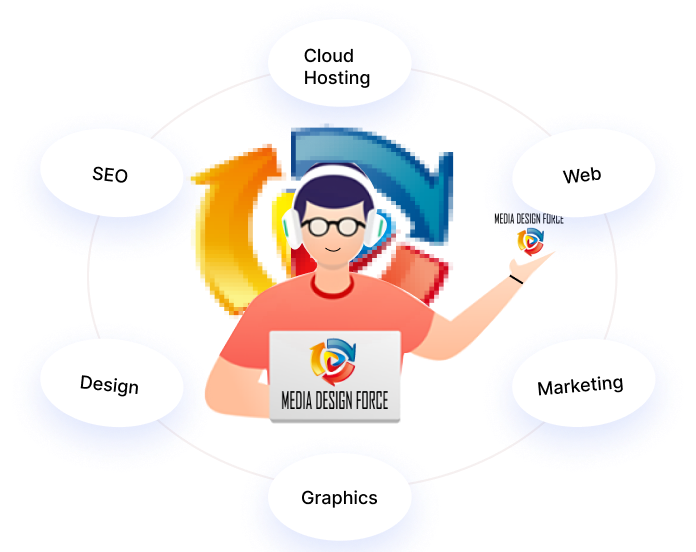 Cloud
Hosting
SEO
Web
MEDIA DESIGN FORCE
Design
Marketing
MEDIA DESIGN FORCE
Graphics